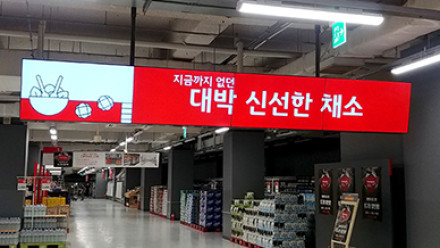 지금까지 없던
대박 신선한 채소